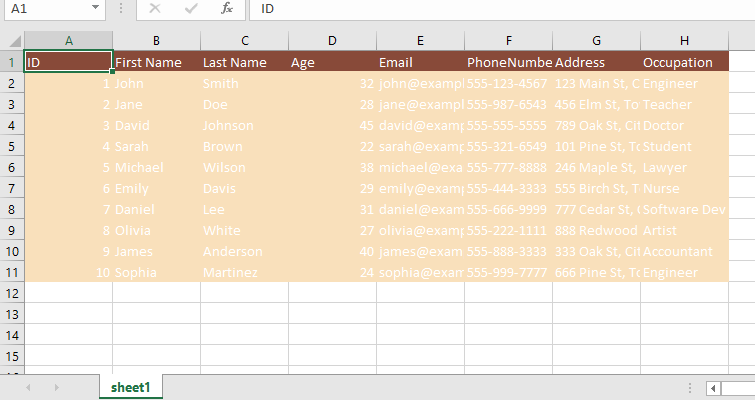 A1 fx ID
A B C D E F G H
1 ID First Name Last Name Age Email PhoneNumbe Address Occupation
2 1 John Smith 32 john@exampl 555-123-4567 123 Main St, C Engineer
3 2 Jane Doe 28 jane@exampl 555-987-6543 456 Elm St, To Teacher
4 3 David Johnson 45 david@examp 555-555-5555 789 Oak St, Cit Doctor
5 4 Sarah Brown 22 sarah@examp 555-321-6549 101 Pine St, To Student
6 5 Michael Wilson 38 michael@exa 555-777-8888 246 Maple St, Lawyer
7 6 Emily Davis 29 emily@examp 555-444-3333 555 Birch St, T Nurse
8 7 Daniel Lee 31 daniel@exam 555-666-9999 777 Cedar St, Software Dev
9 8 Olivia White 27 olivia@examp 555-222-1111 888 Redwood Artist
10 9 James Anderson 40 james@exam 555-888-3333 333 Oak St, Cit Accountant
11 10 Sophia Martinez 24 sophia@exam 555-999-7777 666 Pine St, To Engineer
12
13
14
15
sheet1